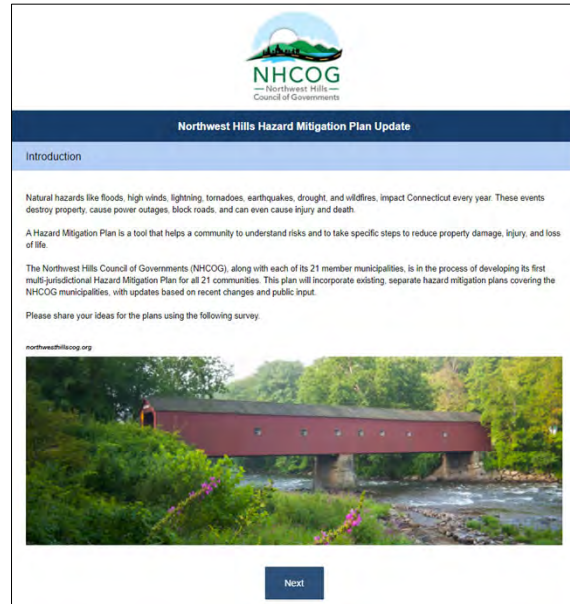 NHCOG
Northwest Hills
Council of Governments
Northwest Hills Hazard Mitigation Plan Update
Introduction
Natural hazards like floods, high winds, lightning, tornadoes, earthquakes, drought, and wildfires, impact Connecticut every year. These events
destroy property, cause power outages, block roads, and can even cause injury and death.
A Hazard Mitigation Plan is a tool that helps a community to understand risks and to take specific steps to reduce property damage, injury, and loss
of life.
The Northwest Hills Council of Governments (NHCOG), along with each of its 21 member municipalities, is in the process of developing its first
multi-jurisdictional Hazard Mitigation Plan for all 21 communities. This plan will incorporate existing, separate hazard mitigation plans covering the
NHCOG municipalities, with updates based on recent changes and public input.
Please share your ideas for the plans using the following survey.
northwesthillscog.org
Next